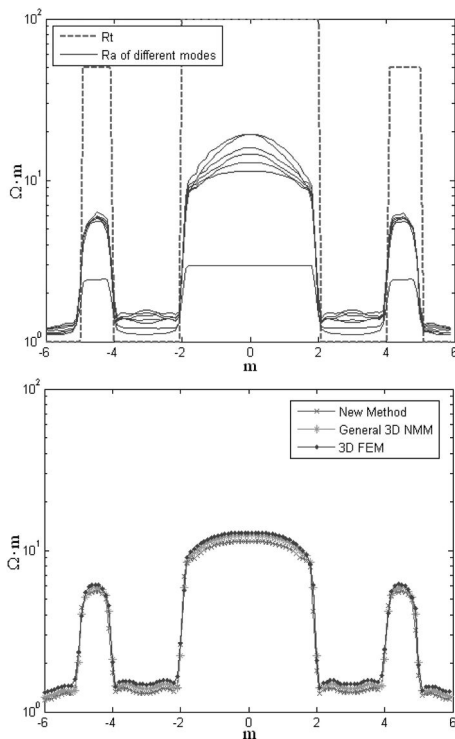 10²
Rt
Ra of different modes
Ω·m
10¹
10⁰
-6 -4 -2 0 2 4 6
m
10²
New Method
General 3D NMM
3D FEM
Ω·m
10¹
10⁰
-6 -4 -2 0 2 4 6
m